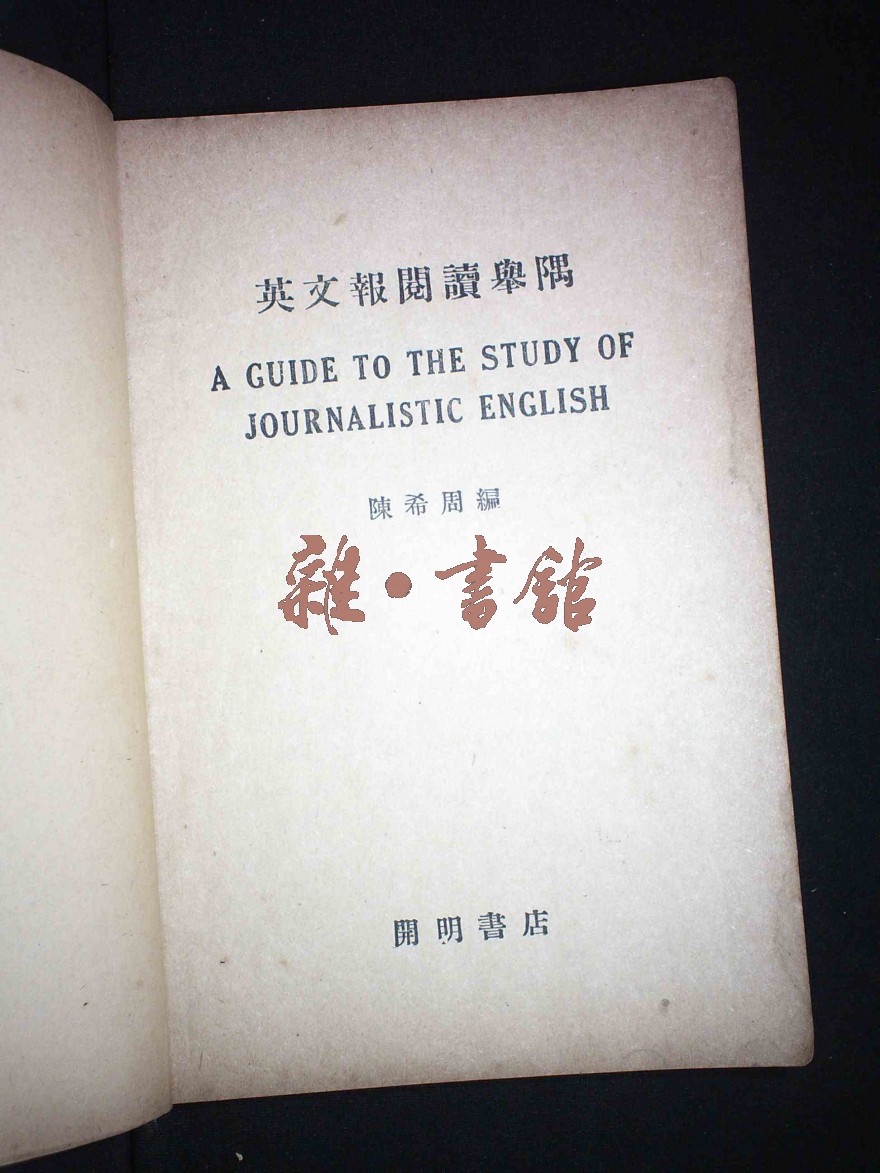 英文報閱讀舉隅
A GUIDE TO THE STUDY OF
JOURNALISTIC ENGLISH
陳希周編
雜·書館
開明書店